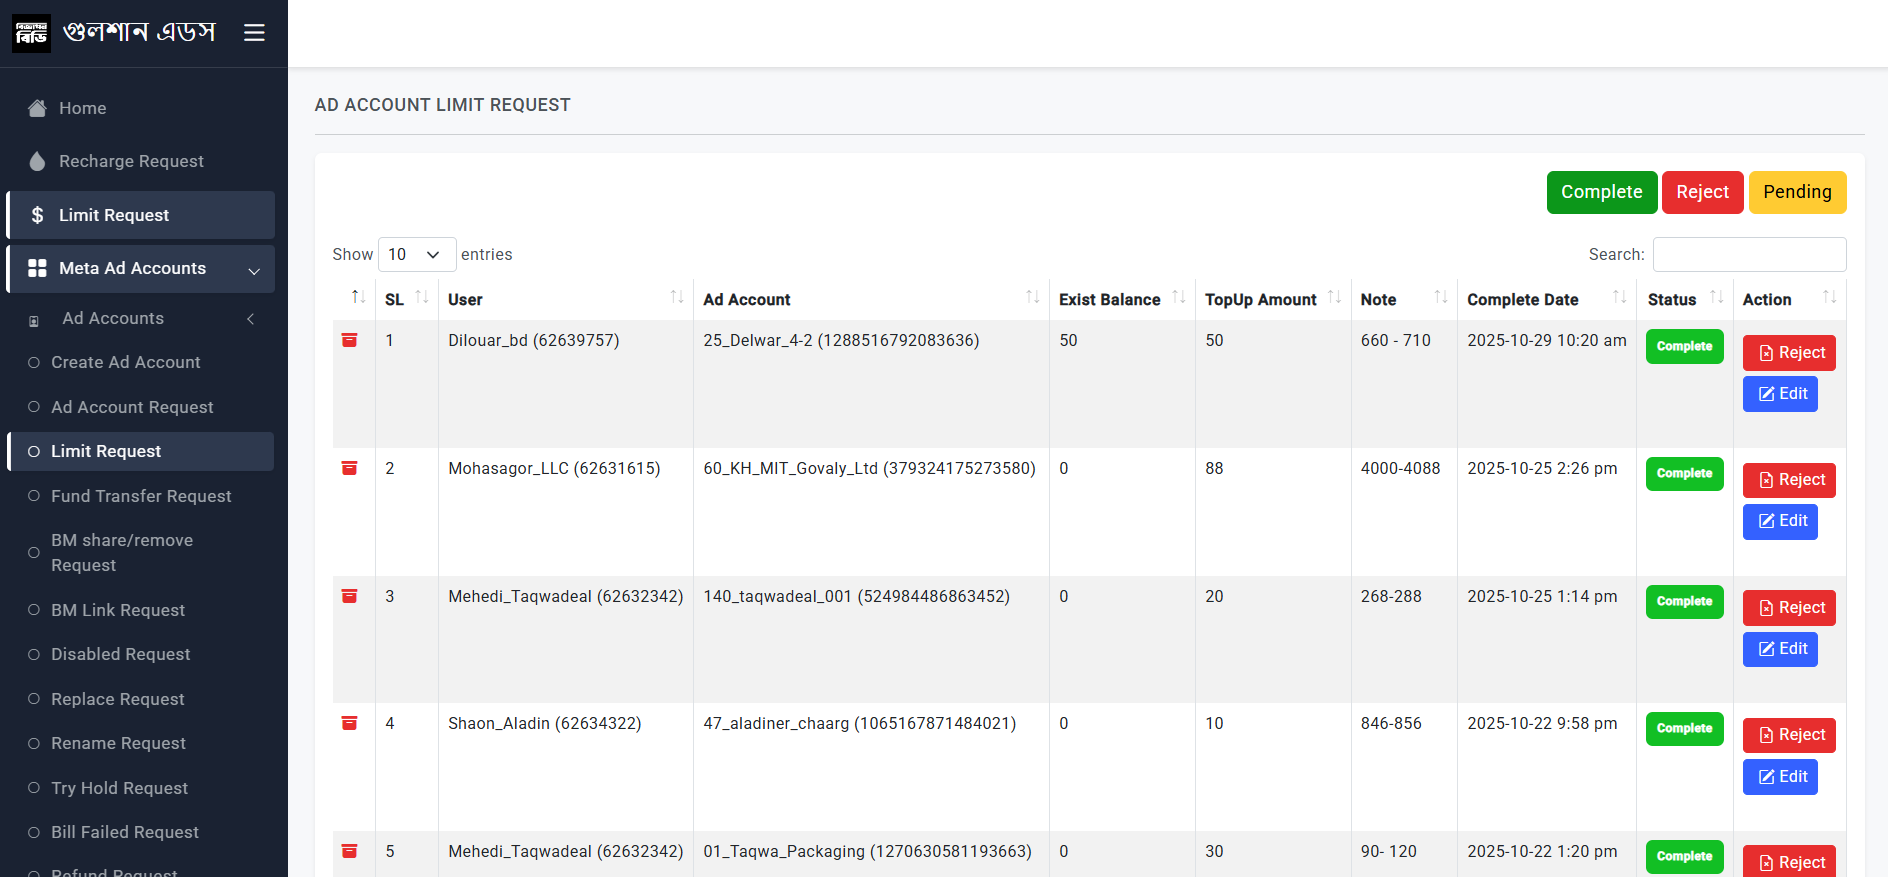 বিজ্ঞাপন
বিডি
গুলশান এডস
Home
Recharge Request
Limit Request
Meta Ad Accounts
Ad Accounts
Create Ad Account
Ad Account Request
Limit Request
Fund Transfer Request
BM share/remove
Request
BM Link Request
Disabled Request
Replace Request
Rename Request
Try Hold Request
Bill Failed Request
Refund Request
AD ACCOUNT LIMIT REQUEST
Complete Reject Pending
Show 10 entries Search:
SL User Ad Account Exist Balance TopUp Amount Note Complete Date Status Action
1 Dilouar_bd (62639757) 25_Delwar_4-2 (1288516792083636) 50 50 660 - 710 2025-10-29 10:20 am Complete Reject
Edit
2 Mohasagor_LLC (62631615) 60_KH_MIT_Govaly_Ltd (379324175273580) 0 88 4000-4088 2025-10-25 2:26 pm Complete Reject
Edit
3 Mehedi_Taqwadeal (62632342) 140_taqwadeal_001 (524984486863452) 0 20 268-288 2025-10-25 1:14 pm Complete Reject
Edit
4 Shaon_Aladin (62634322) 47_aladiner_chaarg (1065167871484021) 0 10 846-856 2025-10-22 9:58 pm Complete Reject
Edit
5 Mehedi_Taqwadeal (62632342) 01_Taqwa_Packaging (1270630581193663) 0 30 90- 120 2025-10-22 1:20 pm Complete Reject